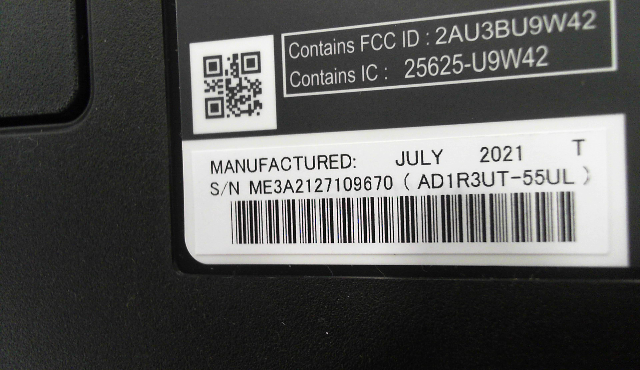 Contains FCC ID : 2AU3BU9W42
Contains IC : 25625-U9W42
MANUFACTURED: JULY 2021 T
S/N ME3A2127109670 ( AD1R3UT-55UL )